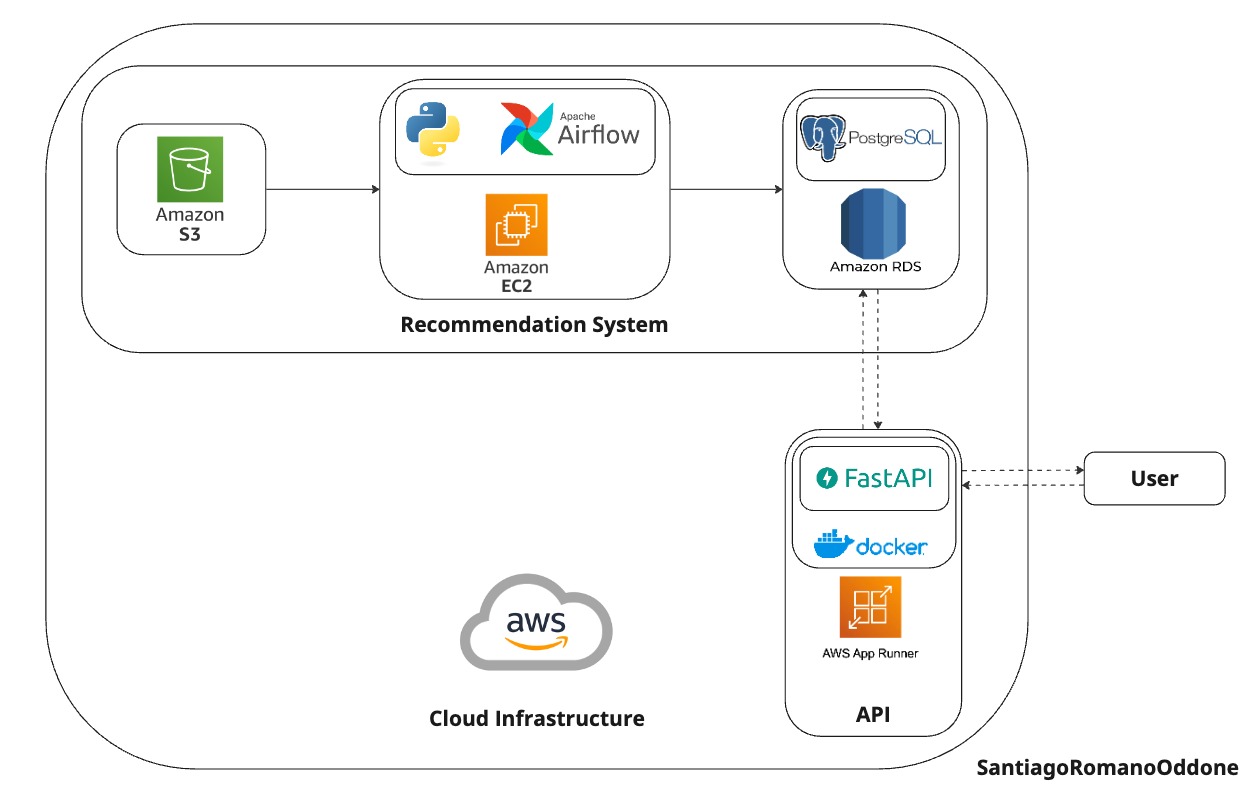 Amazon
S3
Apache
Airflow
Amazon
EC2
PostgreSQL
Amazon RDS
Recommendation System
FastAPI
docker
AWS App Runner
API
User
aws
Cloud Infrastructure
SantiagoRomanoOddone